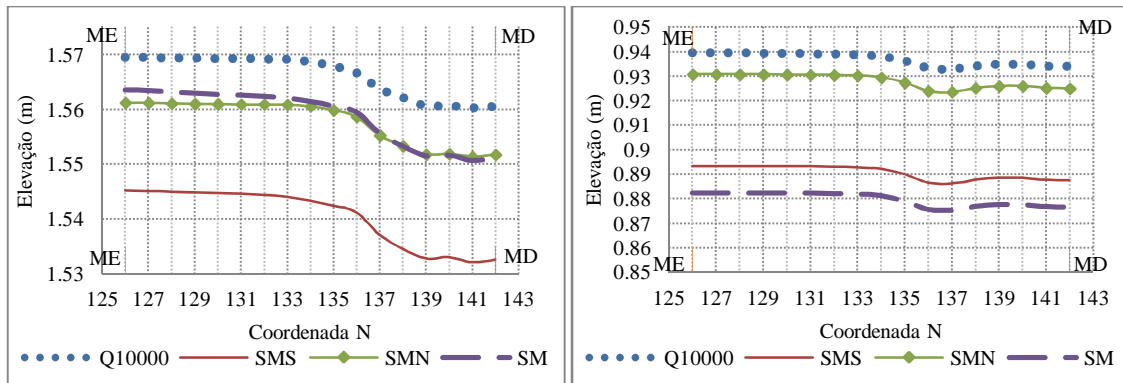 ME
MD
1.57
1.56
1.55
1.54
1.53
Elevação (m)
ME
MD
125 127 129 131 133 135 137 139 141 143
Coordenada N
Q10000 SMS SMN SM
0.95
ME
MD
0.94
0.93
0.92
0.91
0.9
0.89
0.88
0.87
0.86
0.85
Elevação (m)
ME
MD
125 127 129 131 133 135 137 139 141 143
Coordenada N
Q10000 SMS SMN SM